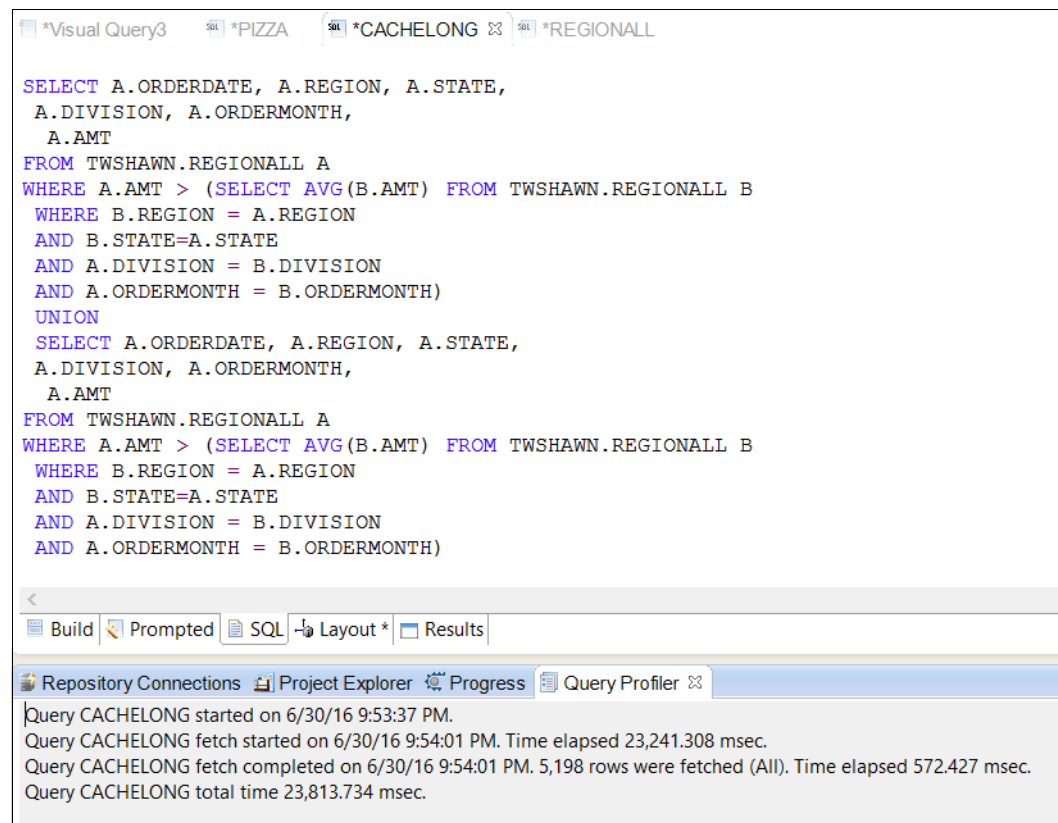 *Visual Query3 *PIZZA *CACHELONG *REGIONALL
SELECT A.ORDERDATE, A.REGION, A.STATE,
A.DIVISION, A.ORDERMONTH,
A.AMT
FROM TWSHAWN.REGIONALL A
WHERE A.AMT > (SELECT AVG(B.AMT) FROM TWSHAWN.REGIONALL B
WHERE B.REGION = A.REGION
AND B.STATE=A.STATE
AND A.DIVISION = B.DIVISION
AND A.ORDERMONTH = B.ORDERMONTH)
UNION
SELECT A.ORDERDATE, A.REGION, A.STATE,
A.DIVISION, A.ORDERMONTH,
A.AMT
FROM TWSHAWN.REGIONALL A
WHERE A.AMT > (SELECT AVG(B.AMT) FROM TWSHAWN.REGIONALL B
WHERE B.REGION = A.REGION
AND B.STATE=A.STATE
AND A.DIVISION = B.DIVISION
AND A.ORDERMONTH = B.ORDERMONTH)
Build Prompted SQL Layout * Results
Repository Connections Project Explorer Progress Query Profiler
Query CACHELONG started on 6/30/16 9:53:37 PM.
Query CACHELONG fetch started on 6/30/16 9:54:01 PM. Time elapsed 23,241.308 msec.
Query CACHELONG fetch completed on 6/30/16 9:54:01 PM. 5,198 rows were fetched (All). Time elapsed 572.427 msec.
Query CACHELONG total time 23,813.734 msec.